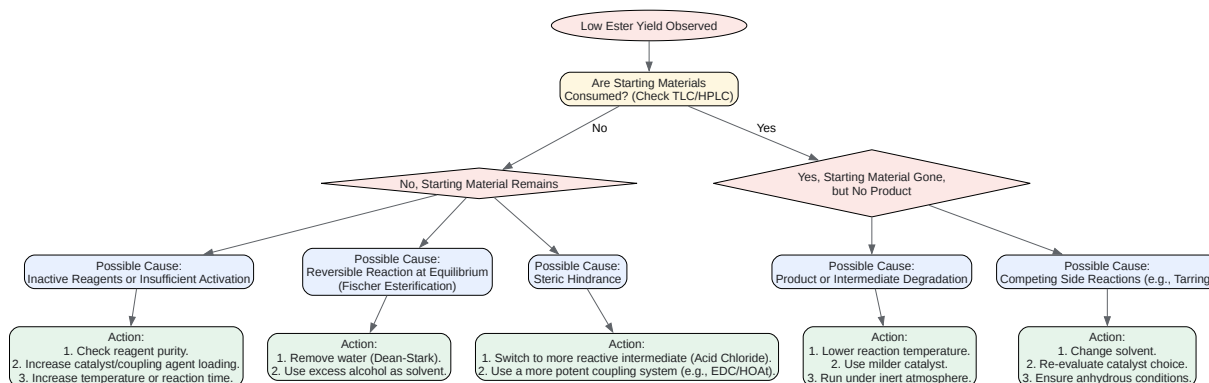 Low Ester Yield Observed
Are Starting Materials
Consumed? (Check TLC/HPLC)
No
Yes
No, Starting Material Remains
Yes, Starting Material Gone,
but No Product
Possible Cause:
Inactive Reagents or Insufficient Activation
Possible Cause:
Reversible Reaction at Equilibrium
(Fischer Esterification)
Possible Cause:
Steric Hindrance
Possible Cause:
Product or Intermediate Degradation
Possible Cause:
Competing Side Reactions (e.g., Tarring
Action:
1. Check reagent purity.
2. Increase catalyst/coupling agent loading.
3. Increase temperature or reaction time.
Action:
1. Remove water (Dean-Stark).
2. Use excess alcohol as solvent.
Action:
1. Switch to more reactive intermediate (Acid Chloride).
2. Use a more potent coupling system (e.g., EDC/HOAt).
Action:
1. Lower reaction temperature.
2. Use milder catalyst.
3. Run under inert atmosphere.
Action:
1. Change solvent.
2. Re-evaluate catalyst choice.
3. Ensure anhydrous conditions.